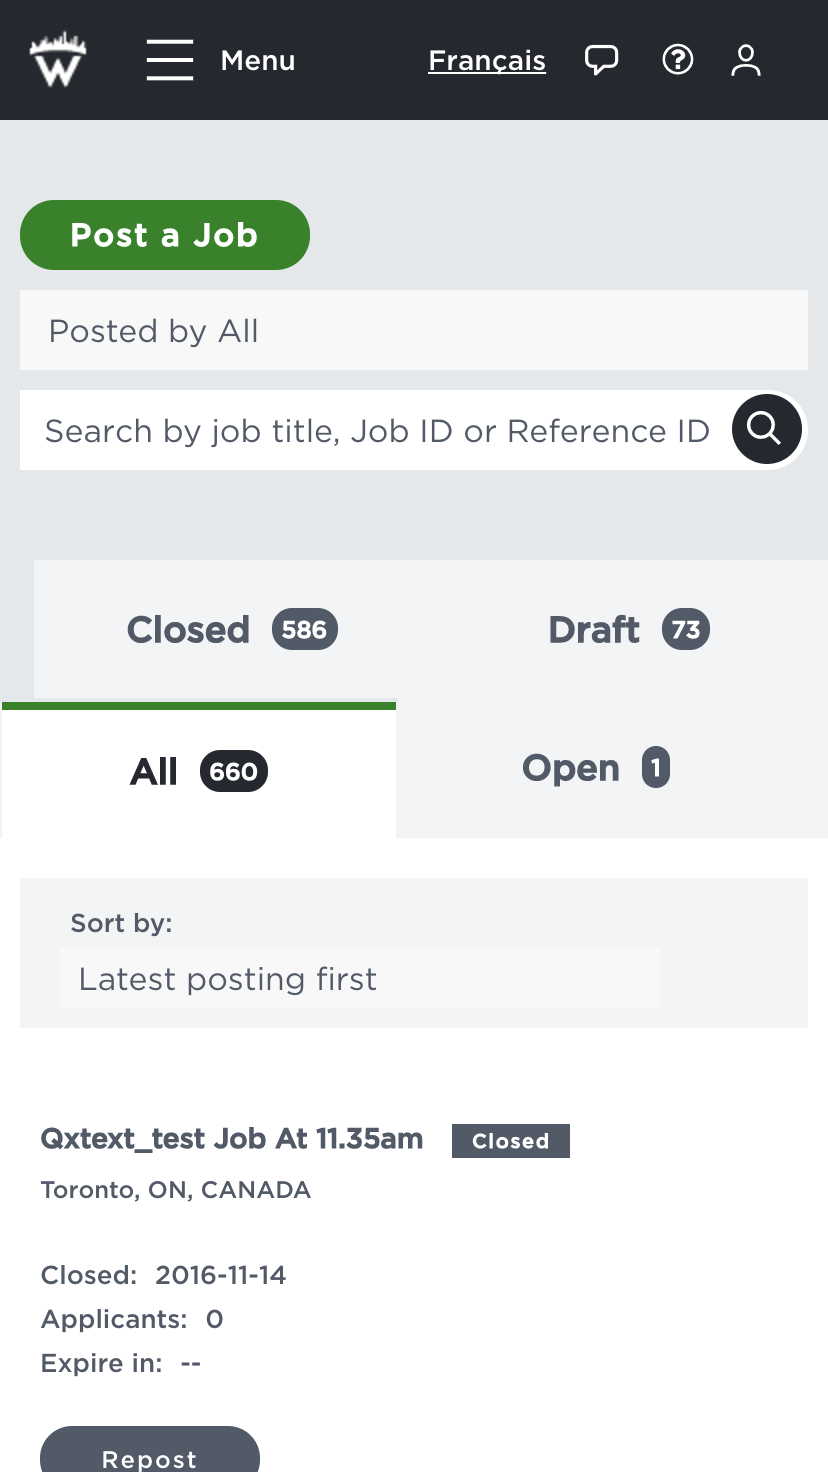 W Menu Français
Post a Job
Posted by All
Search by job title, Job ID or Reference ID
Closed 586 Draft 73
All 660 Open 1
Sort by:
Latest posting first
Qxtext_test Job At 11.35am Closed
Toronto, ON, CANADA
Closed: 2016-11-14
Applicants: 0
Expire in: --
Repost